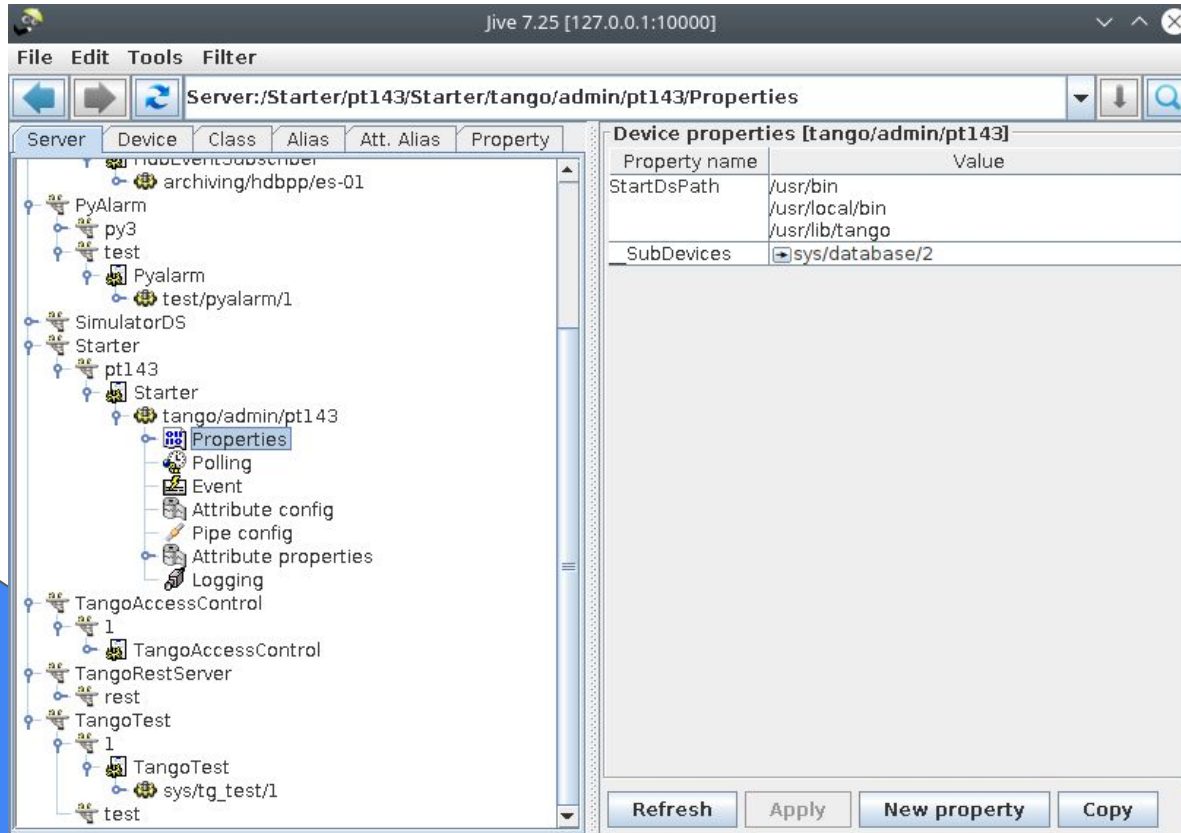 Jive 7.25 [127.0.0.1:10000]
File Edit Tools Filter
Server:/Starter/pt143/Starter/tango/admin/pt143/Properties
Server Device Class Alias Att. Alias Property
HdbEventSubscriber
archiving/hdbpp/es-01
PyAlarm
py3
test
Pyalarm
test/pyalarm/1
SimulatorDS
Starter
pt143
Starter
tango/admin/pt143
Properties
Polling
Event
Attribute config
Pipe config
Attribute properties
Logging
TangoAccessControl
1
TangoAccessControl
TangoRestServer
rest
TangoTest
1
TangoTest
sys/tg_test/1
test
Device properties [tango/admin/pt143]
Property name Value
StartDsPath /usr/bin
/usr/local/bin
/usr/lib/tango
__SubDevices sys/database/2
Refresh Apply New property Copy